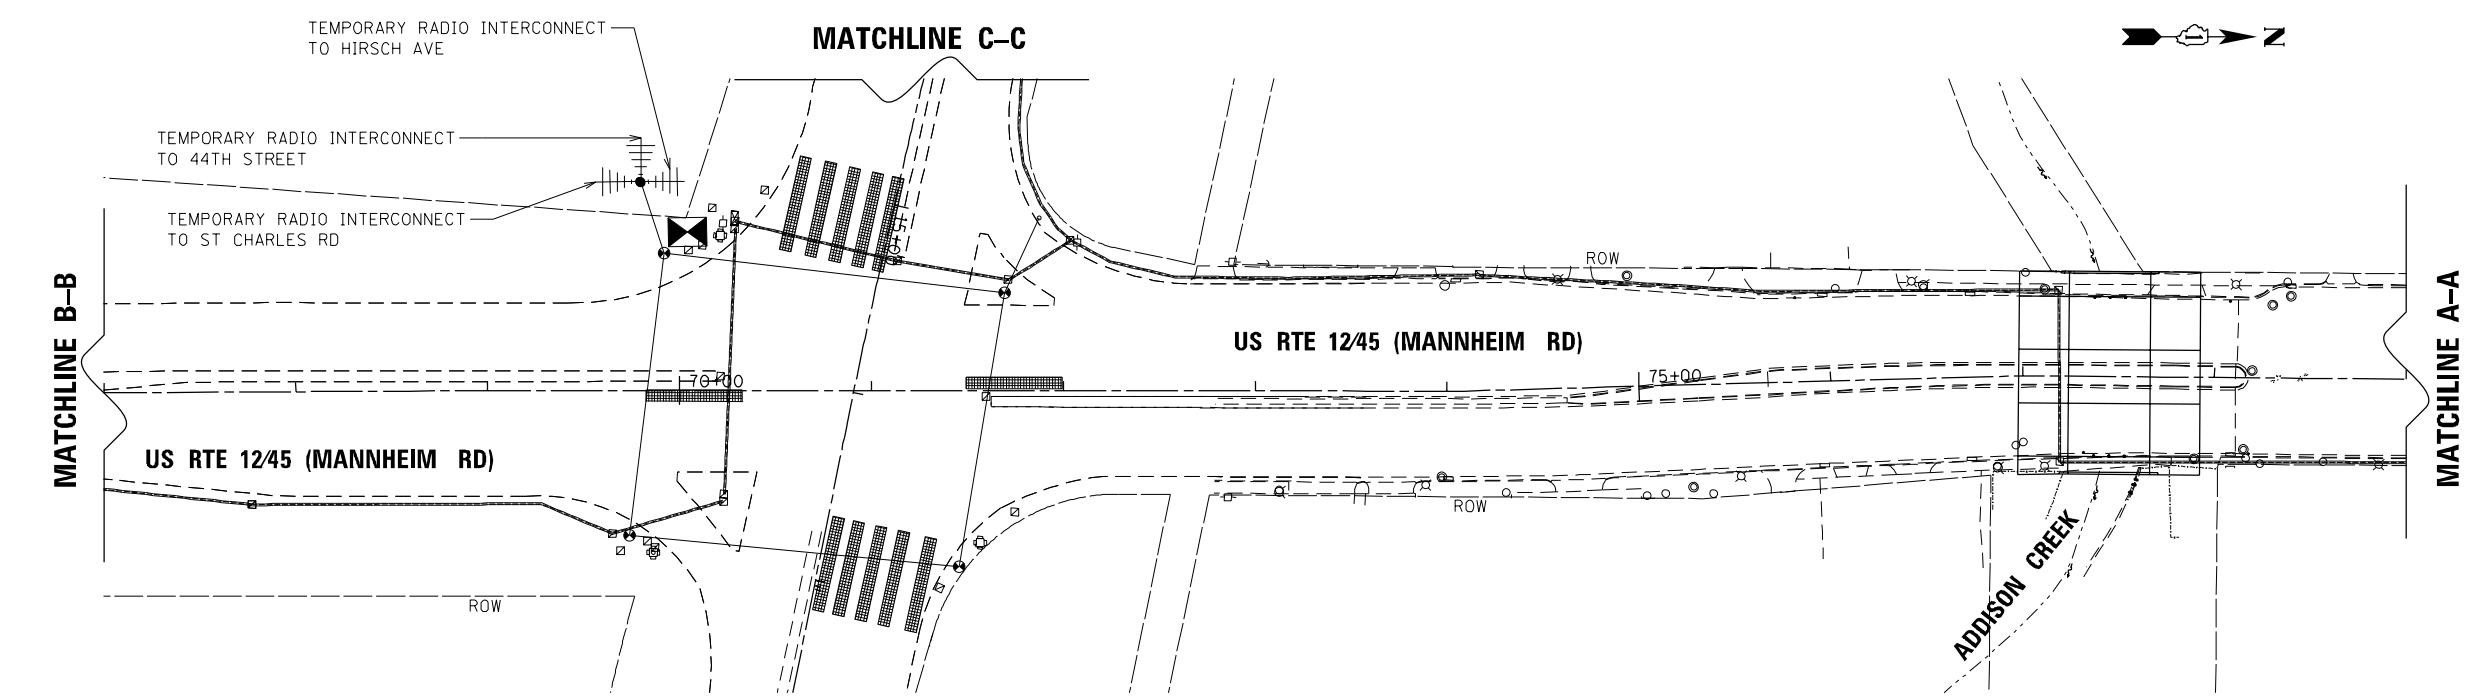 TEMPORARY RADIO INTERCONNECT
TO HIRSCH AVE
MATCHLINE C–C
N
TEMPORARY RADIO INTERCONNECT
TO 44TH STREET
TEMPORARY RADIO INTERCONNECT
TO ST CHARLES RD
ROW
MATCHLINE B–B
US RTE 12/45 (MANNHEIM RD)
MATCHLINE A–A
70+00
75+00
US RTE 12/45 (MANNHEIM RD)
ROW
ADDISON CREEK
ROW